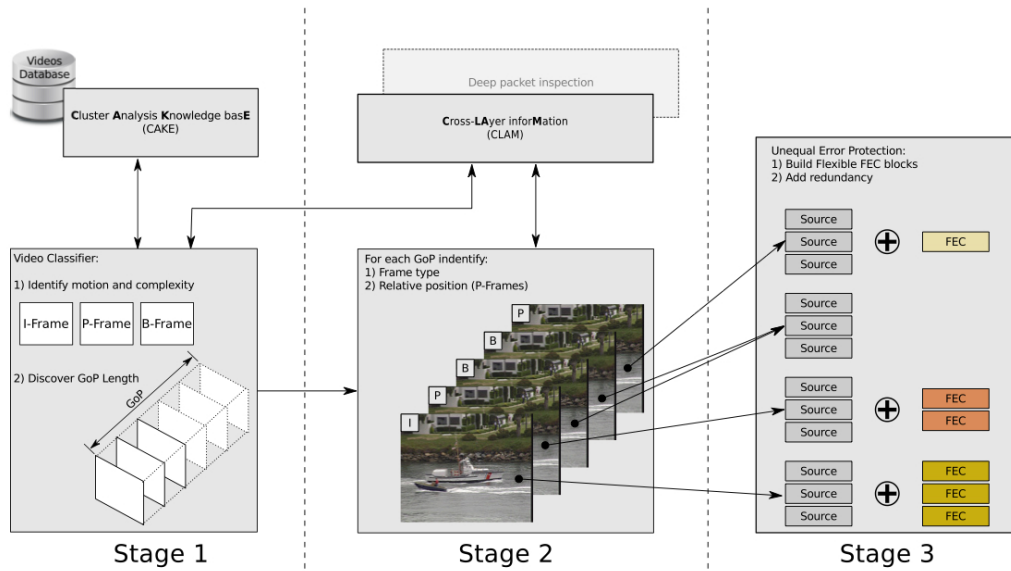 Videos
Database
Cluster Analysis Knowledge basE
(CAKE)
Deep packet inspection
Cross-LAyer inforMation
(CLAM)
Video Classifier:
1) Identify motion and complexity
I-Frame
P-Frame
B-Frame
2) Discover GoP Length
GoP
Stage 1
For each GoP indentify:
1) Frame type
2) Relative position (P-Frames)
P
B
B
P
I
Stage 2
Unequal Error Protection:
1) Build Flexible FEC blocks
2) Add redundancy
Source
Source
FEC
Source
Source
Source
Source
Source
FEC
Source
FEC
Source
Source
FEC
Source
FEC
Source
FEC
Stage 3